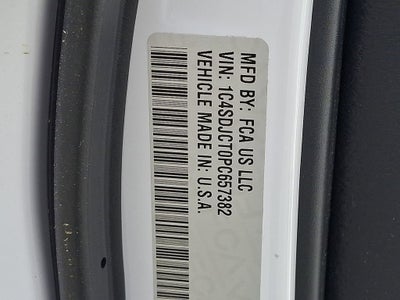 MFD BY: FCA US LLC
VIN: 1C4SDJCT0PC657382
VEHICLE MADE IN: U.S.A.